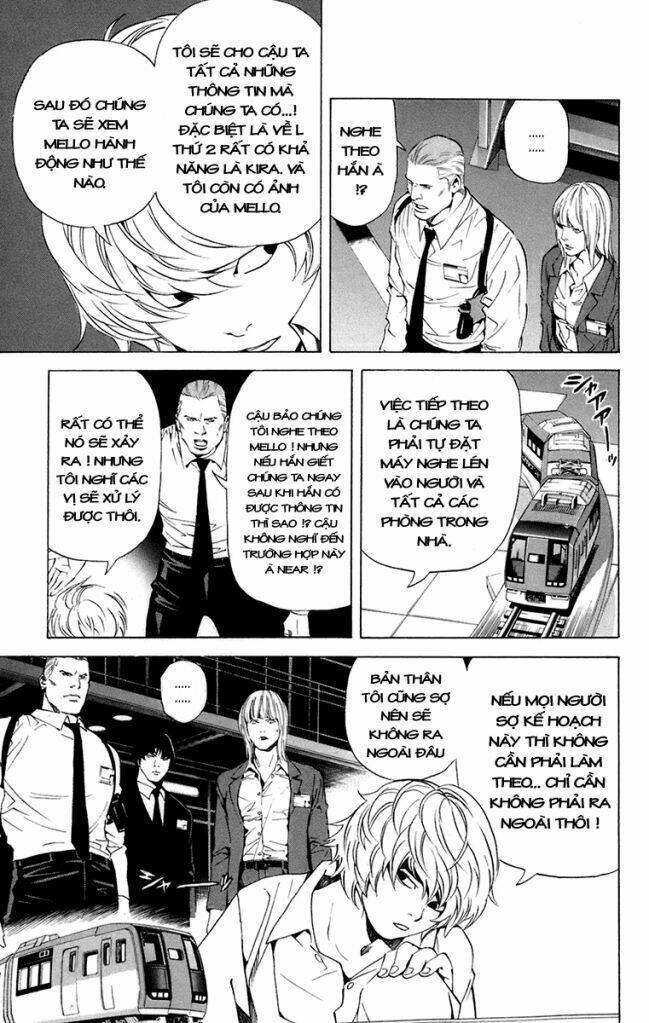 ......
......
NGHE
THEO
HẮN À
!?
TÔI SẼ CHO CẬU TA
TẤT CẢ NHỮNG
THÔNG TIN MÀ
CHÚNG TA CÓ...!
ĐẶC BIỆT LÀ VỀ L
THỨ 2 RẤT CÓ KHẢ
NĂNG LÀ KIRA. VÀ
TÔI CÒN CÓ ẢNH
CỦA MELLO.
SAU ĐÓ CHÚNG
TA SẼ XEM
MELLO HÀNH
ĐỘNG NHƯ THẾ
NÀO.
VIỆC TIẾP THEO
LÀ CHÚNG TA
PHẢI TỰ ĐẶT
MÁY NGHE LÉN
VÀO NGƯỜI VÀ
TẤT CẢ CÁC
PHÒNG TRONG
NHÀ.
CẬU BẢO CHÚNG
TÔI NGHE THEO
MELLO ! NHƯNG
NẾU HẮN GIẾT
CHÚNG TA NGAY
SAU KHI HẮN CÓ
ĐƯỢC THÔNG TIN
THÌ SAO !? CẬU
KHÔNG NGHĨ ĐẾN
TRƯỜNG HỢP NÀY
À NEAR !?
RẤT CÓ THỂ
NÓ SẼ XẢY
RA ! NHƯNG
TÔI NGHĨ CÁC
VỊ SẼ XỬ LÝ
ĐƯỢC THÔI.
NẾU MỌI NGƯỜI
SỢ KẾ HOẠCH
NÀY THÌ KHÔNG
CẦN PHẢI LÀM
THEO... CHỈ CẦN
KHÔNG PHẢI RA
NGOÀI THÔI !
BẢN THÂN
TÔI CŨNG SỢ
NÊN SẼ
KHÔNG RA
NGOÀI ĐÂU
......
......